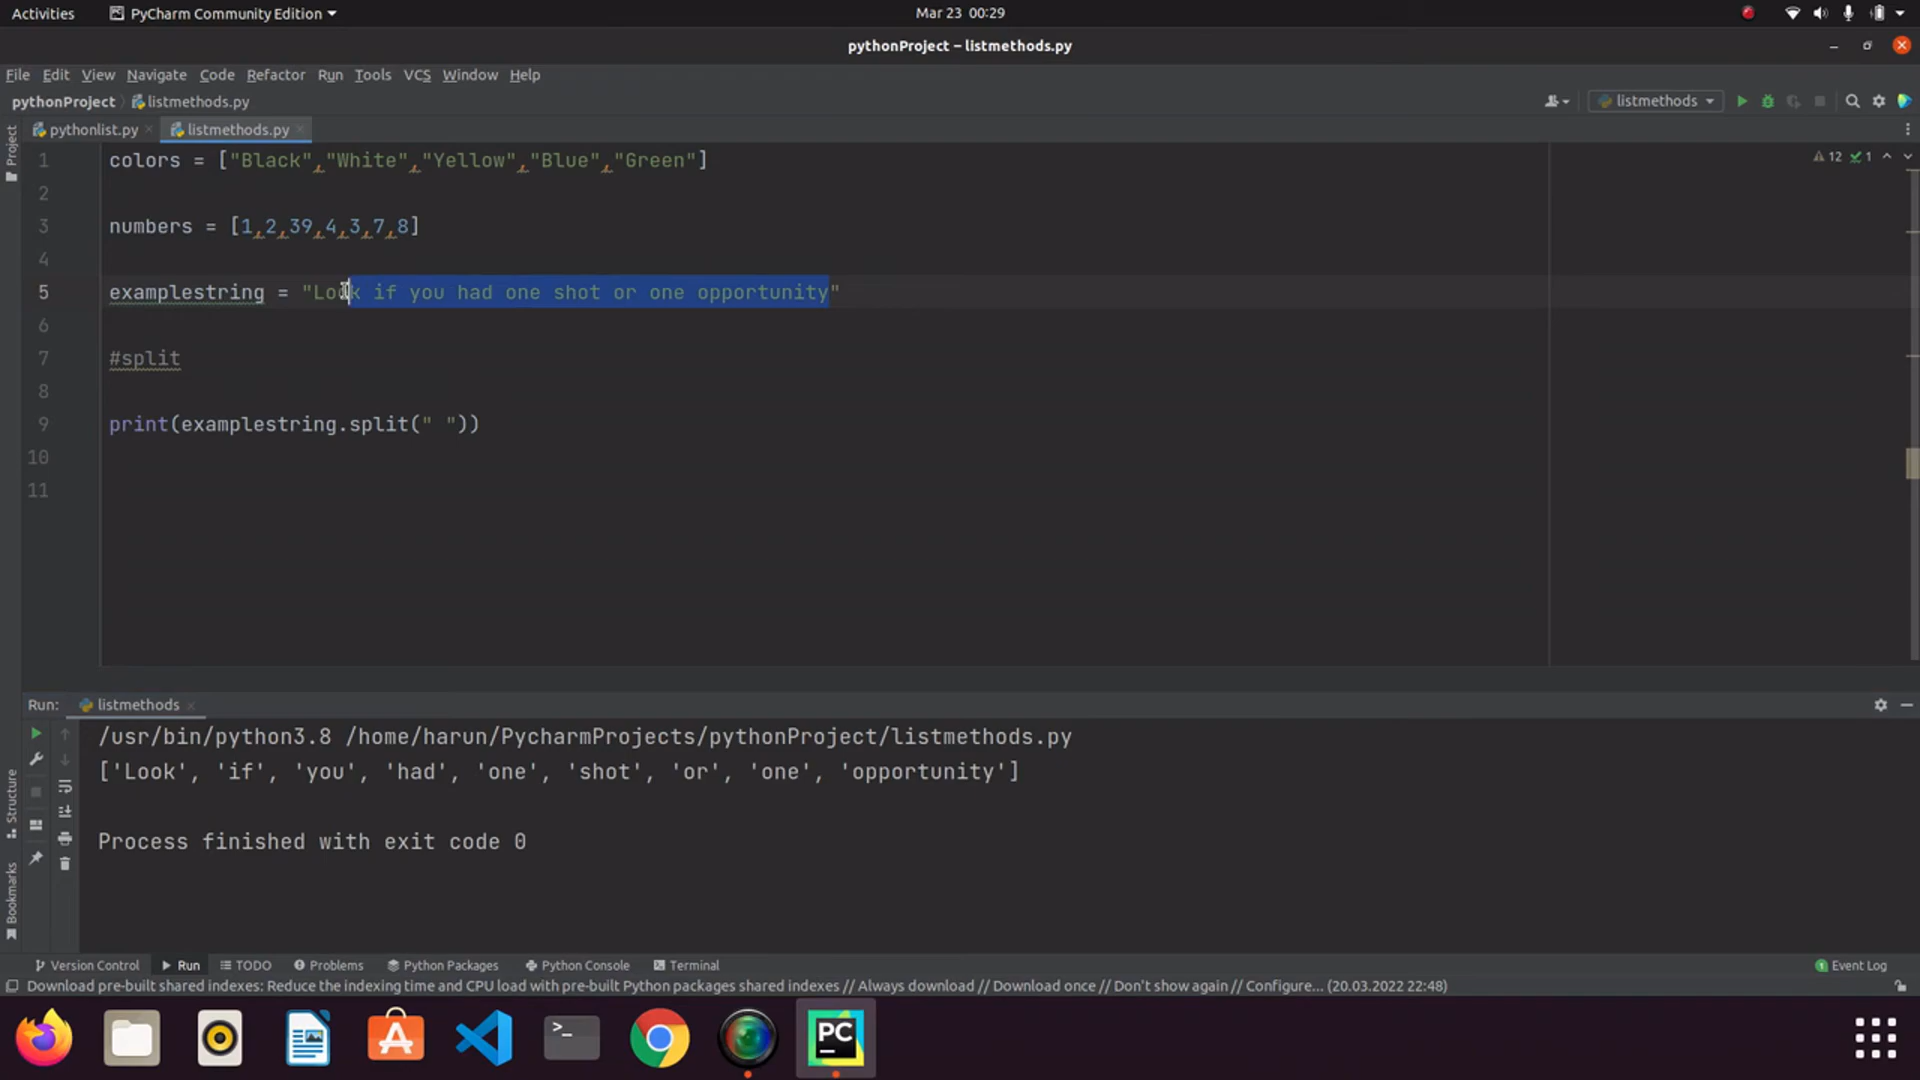 Activities PyCharm Community Edition Mar 23 00:29
pythonProject – listmethods.py
File Edit View Navigate Code Refactor Run Tools VCS Window Help
pythonProject listmethods.py listmethods
pythonlist.py listmethods.py
Project
1 colors = ["Black","White","Yellow","Blue","Green"] 12 1
2
3 numbers = [1,2,39,4,3,7,8]
4
5 examplestring = "Look if you had one shot or one opportunity"
6
7 #split
8
9 print(examplestring.split(" "))
10
11
Run: listmethods
/usr/bin/python3.8 /home/harun/PycharmProjects/pythonProject/listmethods.py
['Look', 'if', 'you', 'had', 'one', 'shot', 'or', 'one', 'opportunity']
Process finished with exit code 0
Structure
Bookmarks
Version Control Run TODO Problems Python Packages Python Console Terminal 1 Event Log
Download pre-built shared indexes: Reduce the indexing time and CPU load with pre-built Python packages shared indexes // Always download // Download once // Don't show again // Configure... (20.03.2022 22:48)
>_ PC